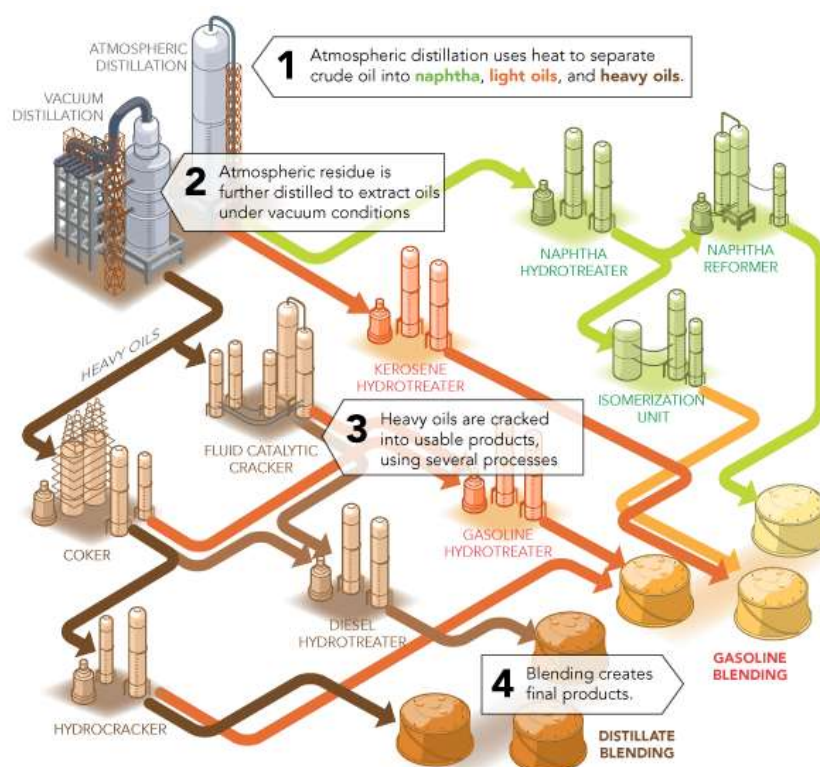 ATMOSPHERIC
DISTILLATION
1
Atmospheric distillation uses heat to separate
crude oil into naphtha, light oils, and heavy oils.
VACUUM
DISTILLATION
2
Atmospheric residue is
further distilled to extract oils
under vacuum conditions
NAPHTHA
HYDROTREATER
NAPHTHA
REFORMER
HEAVY OILS
KEROSENE
HYDROTREATER
ISOMERIZATION
UNIT
FLUID CATALYTIC
CRACKER
3
Heavy oils are cracked
into usable products,
using several processes
COKER
GASOLINE
HYDROTREATER
DIESEL
HYDROTREATER
4
Blending creates
final products.
GASOLINE
BLENDING
HYDROCRACKER
DISTILLATE
BLENDING